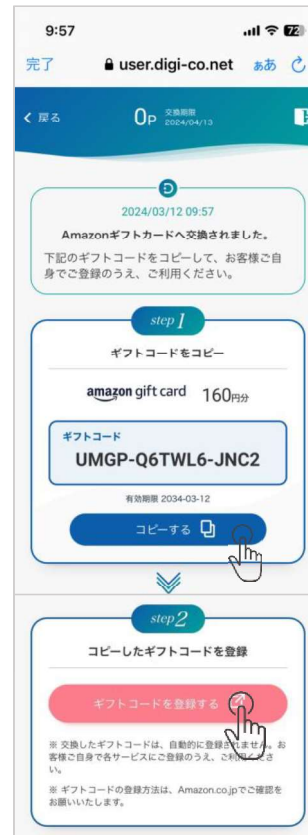 9:57
72
完了 user.digi-co.net ぁあ
戻る 0P 交換期限
2024/04/13
2024/03/12 09:57
Amazonギフトカードへ交換されました。
下記のギフトコードをコピーして、お客様ご自
身でご登録のうえ、ご利用ください。
step 1
ギフトコードをコピー
amazon gift card 160円分
ギフトコード
UMGP-Q6TWL6-JNC2
有効期限 2034-03-12
コピーする
step 2
コピーしたギフトコードを登録
ギフトコードを登録する
※ 交換したギフトコードは、自動的に登録されません。お
客様ご自身で各サービスにご登録のうえ、ご利用くださ
い。
※ ギフトコードの登録方法は、Amazon.co.jpでご確認を
お願いいたします。